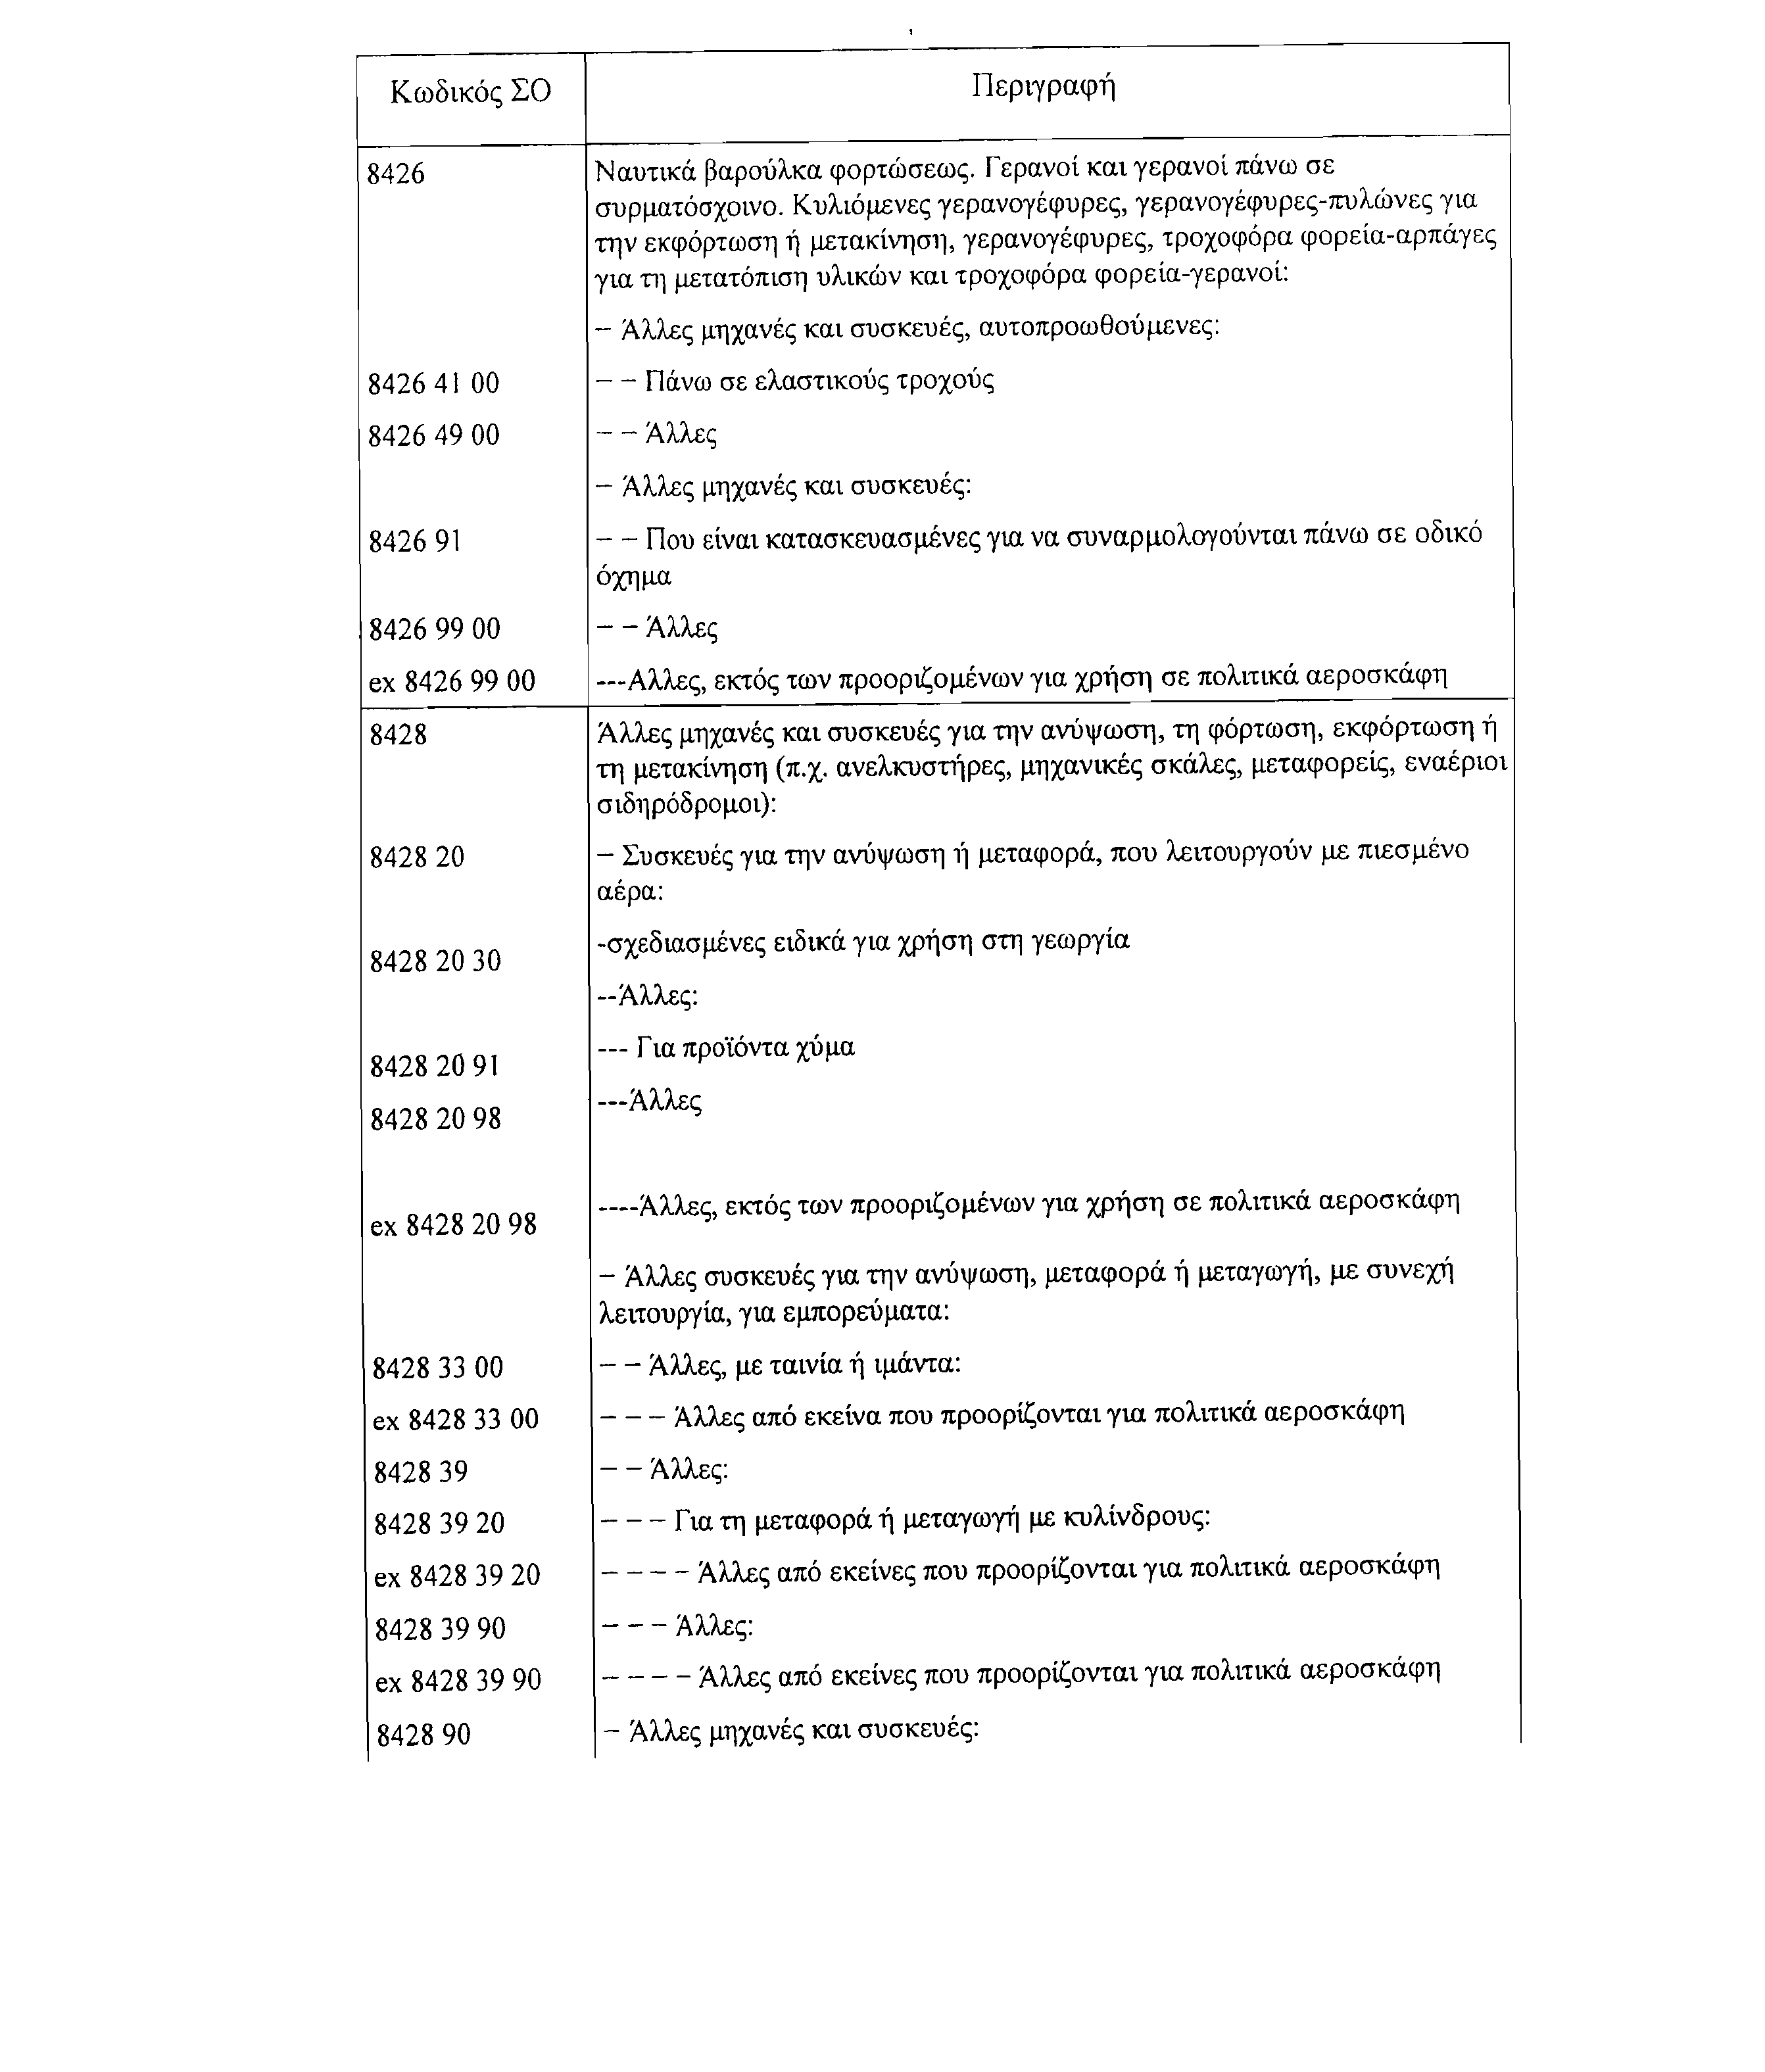 Κωδικός ΣΟ Περιγραφή
8426 Ναυτικά βαρούλκα φορτώσεως. Γερανοί και γερανοί πάνω σε
συρματόσχοινο. Κυλιόμενες γερανογέφυρες, γερανογέφυρες-πυλώνες για
την εκφόρτωση ή μετακίνηση, γερανογέφυρες, τροχοφόρα φορεία-αρπάγες
για τη μετατόπιση υλικών και τροχοφόρα φορεία-γερανοί:
– Άλλες μηχανές και συσκευές, αυτοπροωθούμενες:
8426 41 00 – – Πάνω σε ελαστικούς τροχούς
8426 49 00 – – Άλλες
– Άλλες μηχανές και συσκευές:
8426 91 – – Που είναι κατασκευασμένες για να συναρμολογούνται πάνω σε οδικό
όχημα
8426 99 00 – – Άλλες
ex 8426 99 00 ---Αλλες, εκτός των προοριζομένων για χρήση σε πολιτικά αεροσκάφη
8428 Άλλες μηχανές και συσκευές για την ανύψωση, τη φόρτωση, εκφόρτωση ή
τη μετακίνηση (π.χ. ανελκυστήρες, μηχανικές σκάλες, μεταφορείς, εναέριοι
σιδηρόδρομοι):
8428 20 – Συσκευές για την ανύψωση ή μεταφορά, που λειτουργούν με πιεσμένο
αέρα:
8428 20 30 -σχεδιασμένες ειδικά για χρήση στη γεωργία
--Άλλες:
8428 20 91 --- Για προϊόντα χύμα
8428 20 98 ---Άλλες
ex 8428 20 98 ----Άλλες, εκτός των προοριζομένων για χρήση σε πολιτικά αεροσκάφη
– Άλλες συσκευές για την ανύψωση, μεταφορά ή μεταγωγή, με συνεχή
λειτουργία, για εμπορεύματα:
8428 33 00 – – Άλλες, με ταινία ή ιμάντα:
ex 8428 33 00 – – – Άλλες από εκείνα που προορίζονται για πολιτικά αεροσκάφη
8428 39 – – Άλλες:
8428 39 20 – – – Για τη μεταφορά ή μεταγωγή με κυλίνδρους:
ex 8428 39 20 – – – – Άλλες από εκείνες που προορίζονται για πολιτικά αεροσκάφη
8428 39 90 – – – Άλλες:
ex 8428 39 90 – – – – Άλλες από εκείνες που προορίζονται για πολιτικά αεροσκάφη
8428 90 – Άλλες μηχανές και συσκευές: